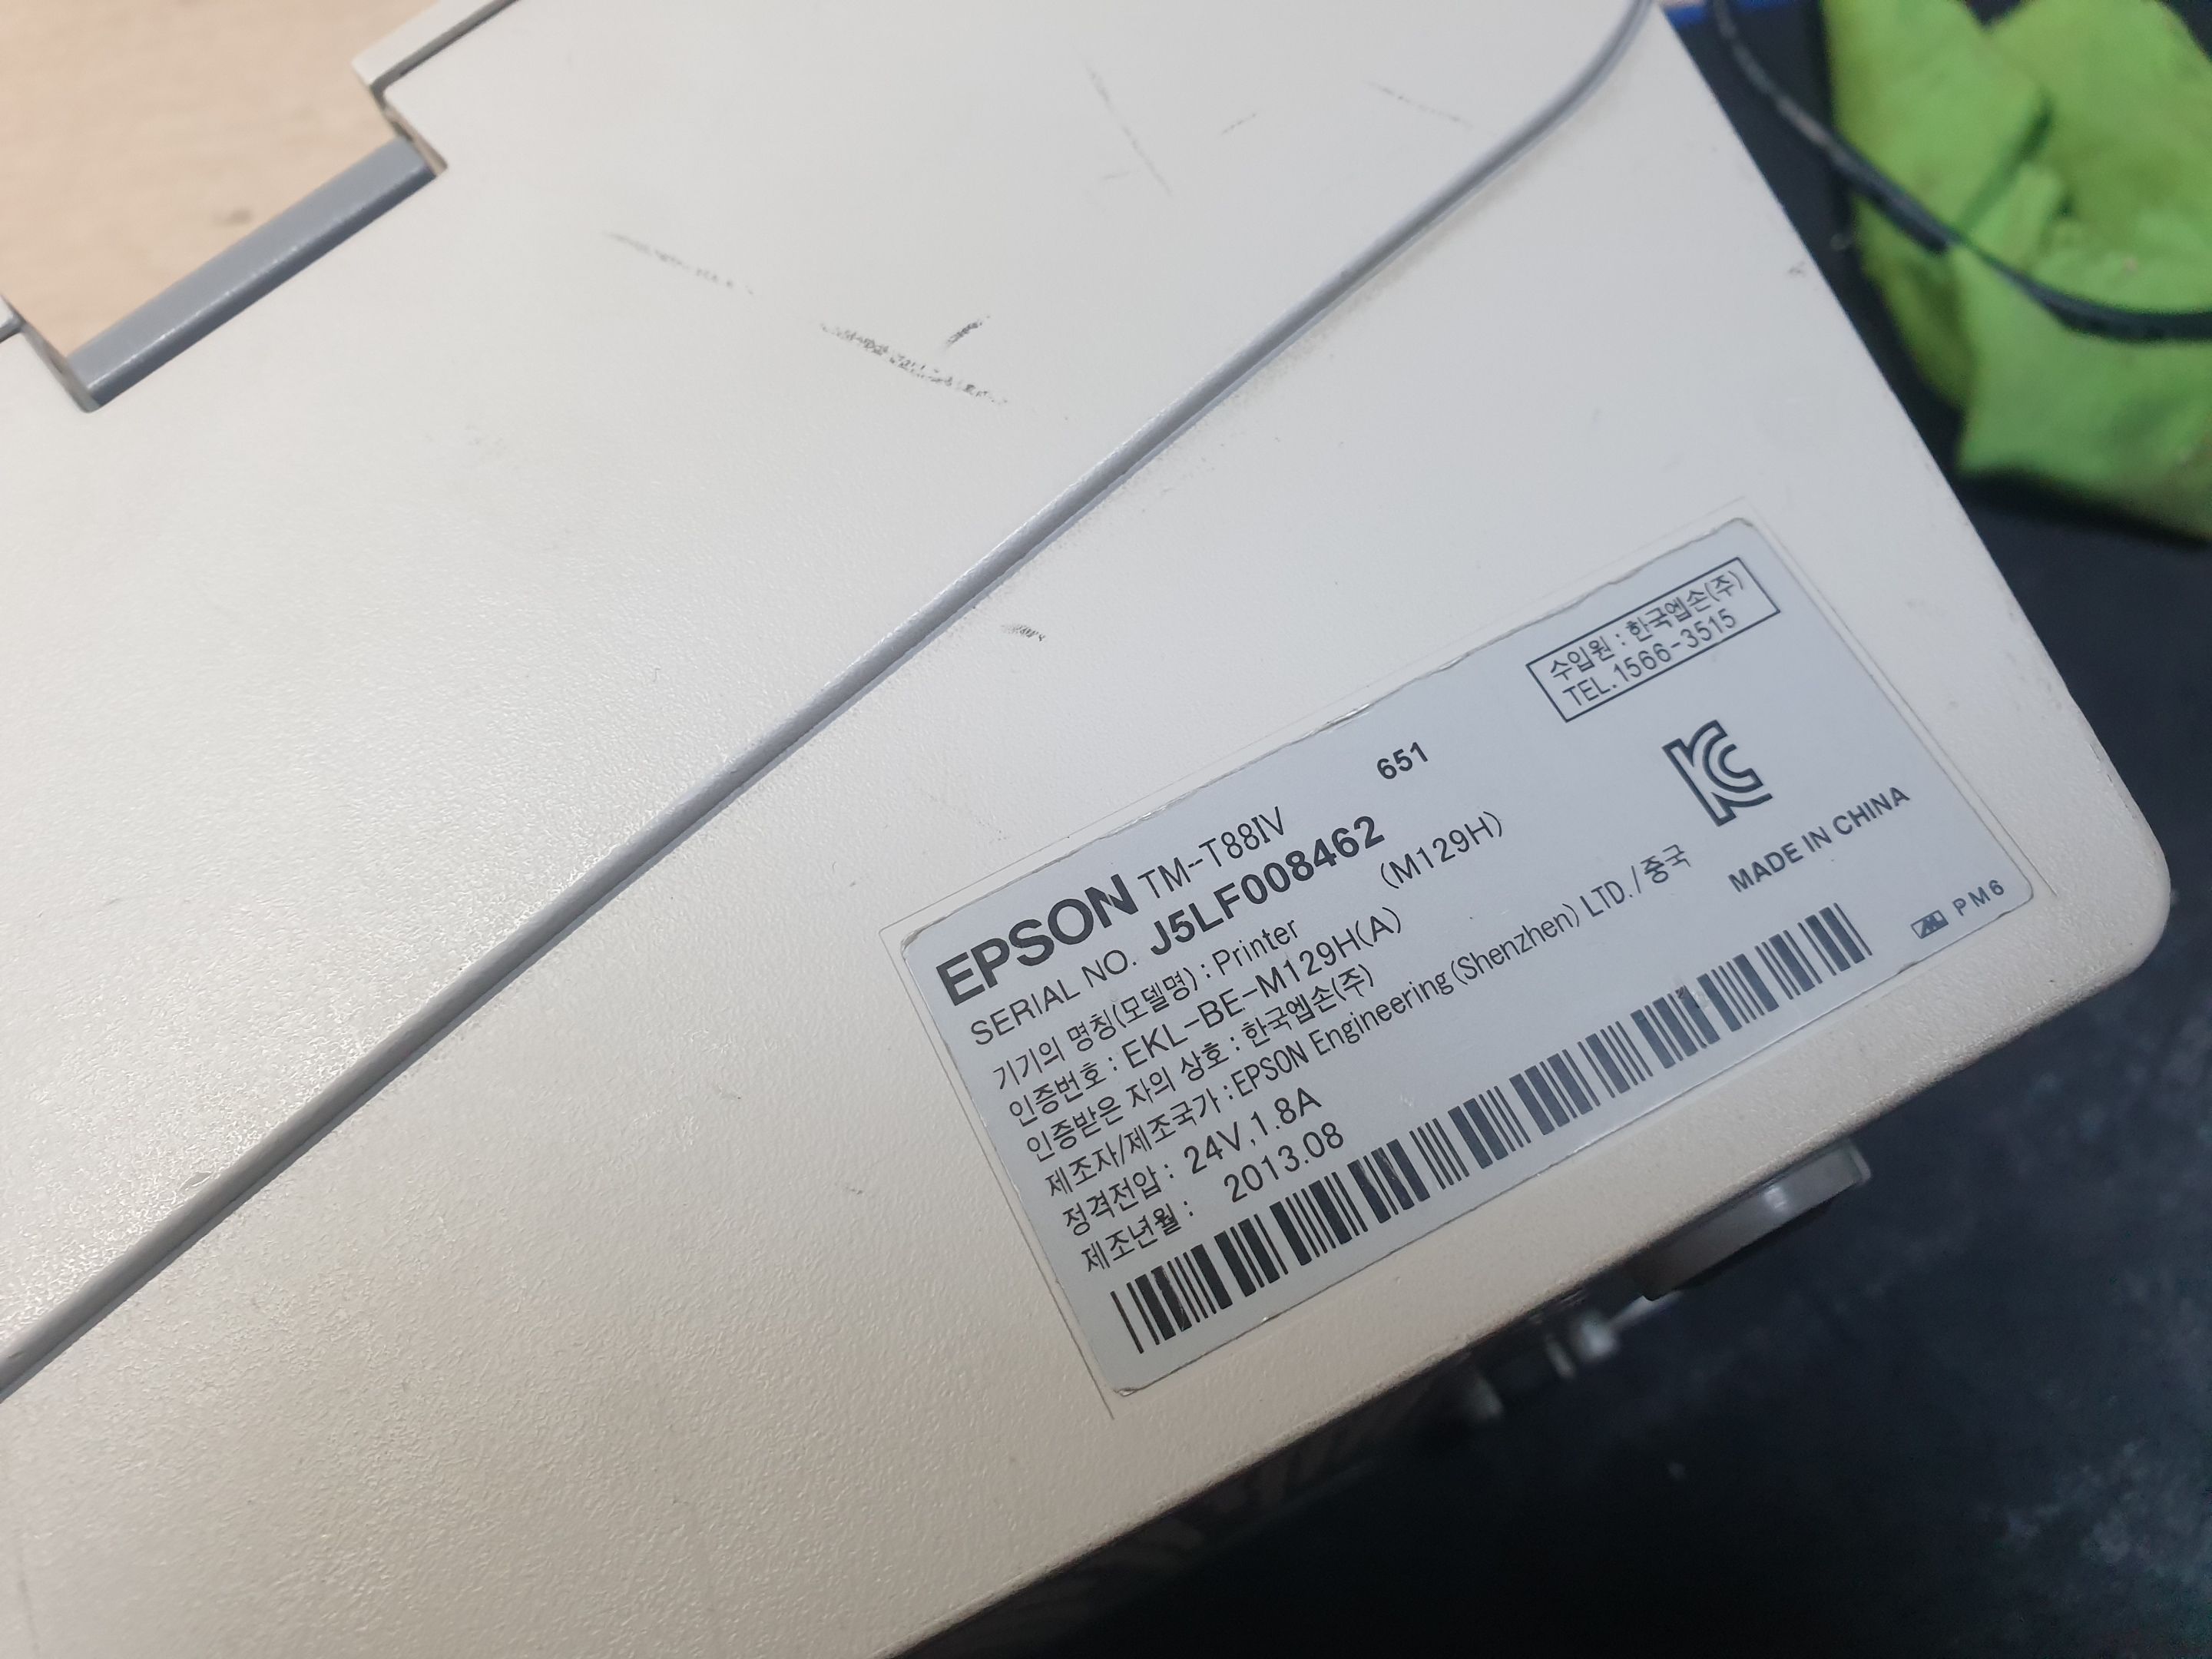 수입원 : 한국엡손(주)
TEL.1566-3515
651
EPSON TM-T88IV
SERIAL NO. J5LF008462
기기의 명칭(모델명) : Printer (M129H)
인증번호 : EKL-BE-M129H(A)
인증받은 자의 상호 : 한국엡손(주)
제조자/제조국가 : EPSON Engineering (Shenzhen) LTD. / 중국
정격전압 : 24V,1.8A
제조년월 : 2013.08
MADE IN CHINA
PM6